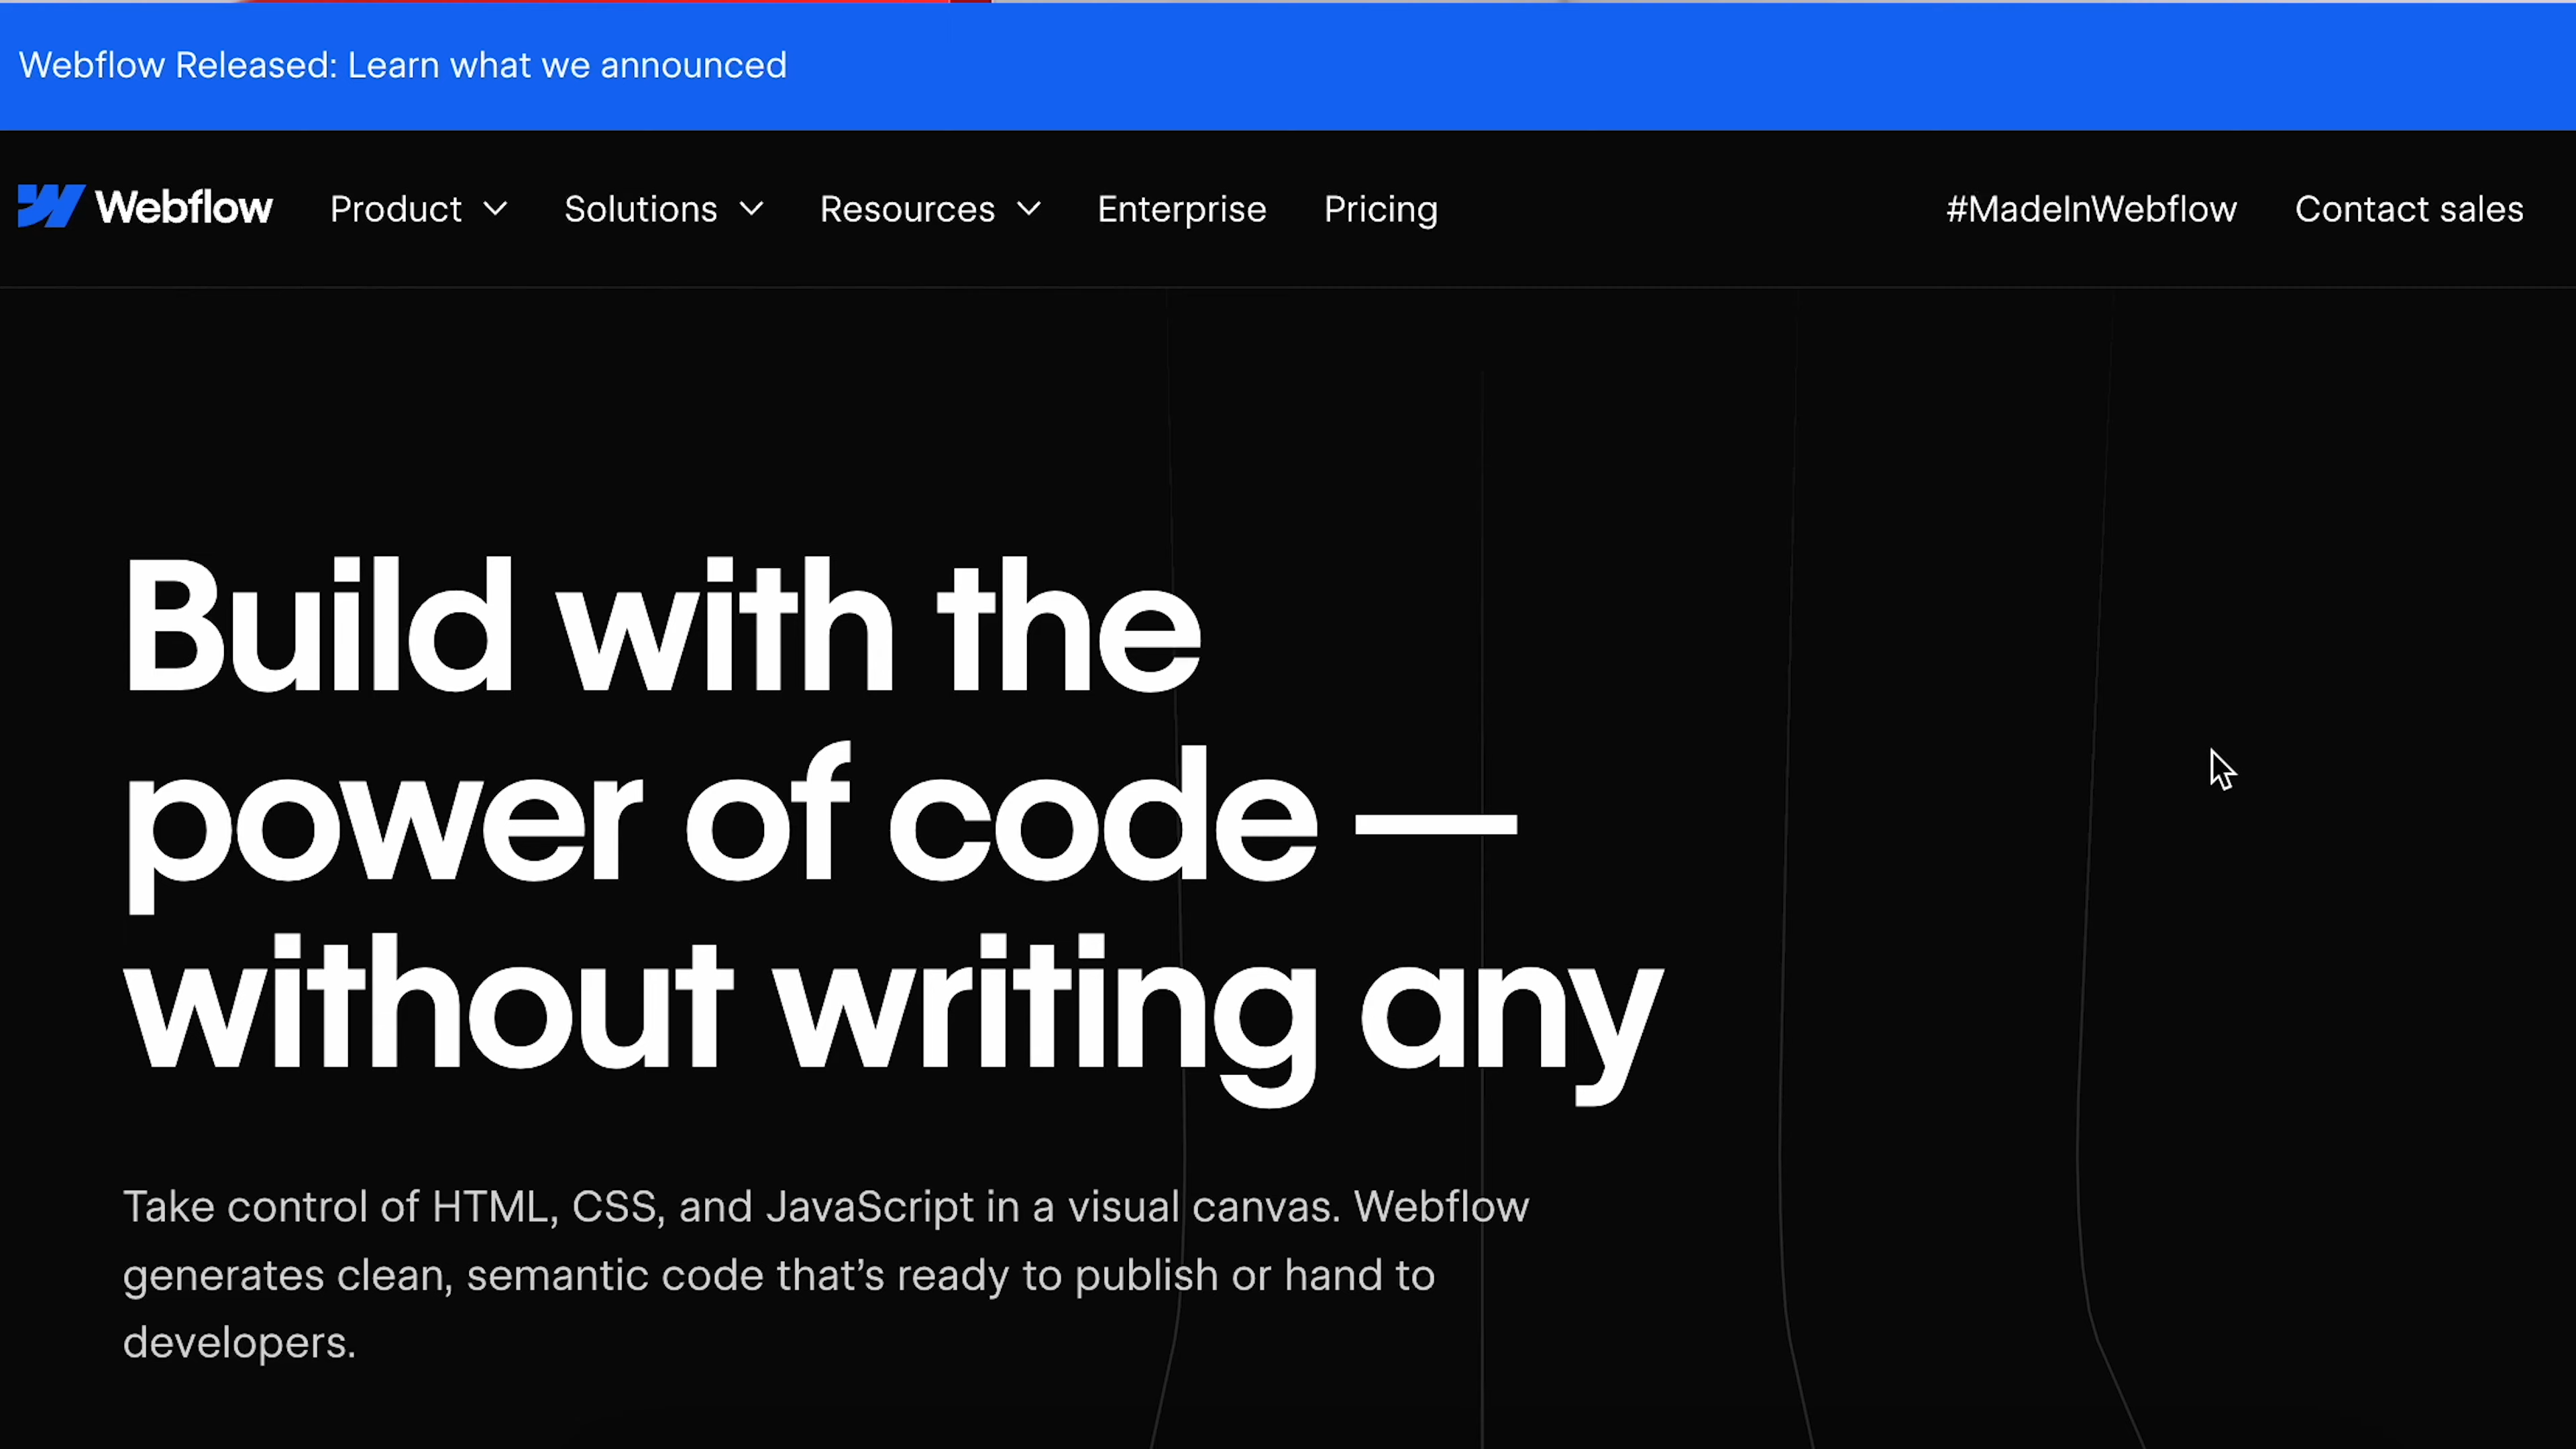 Webflow Released: Learn what we announced
Webflow Product Solutions Resources Enterprise Pricing #MadeInWebflow Contact sales
Build with the
power of code —
without writing any
Take control of HTML, CSS, and JavaScript in a visual canvas. Webflow
generates clean, semantic code that’s ready to publish or hand to
developers.